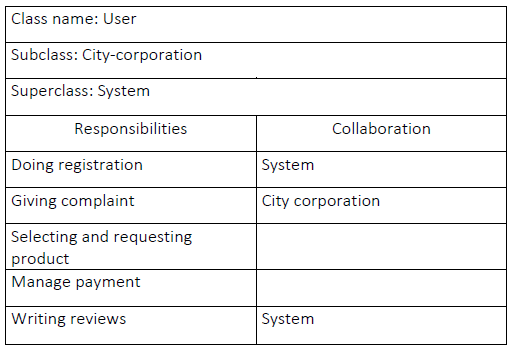 Class name: User
Subclass: City-corporation
Superclass: System
Responsibilities Collaboration
Doing registration System
Giving complaint City corporation
Selecting and requesting
product
Manage payment
Writing reviews System